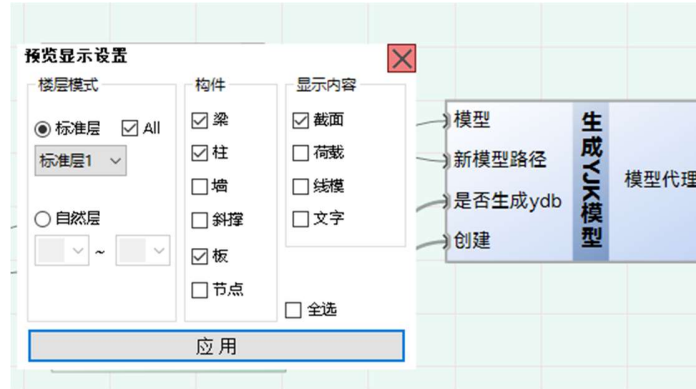 预览显示设置
楼层模式
标准层
All
标准层1
自然层
~
构件
梁
柱
墙
斜撑
板
节点
显示内容
截面
荷载
线模
文字
全选
应用
模型
新模型路径
是否生成ydb
创建
生成YJK模型
模型代理